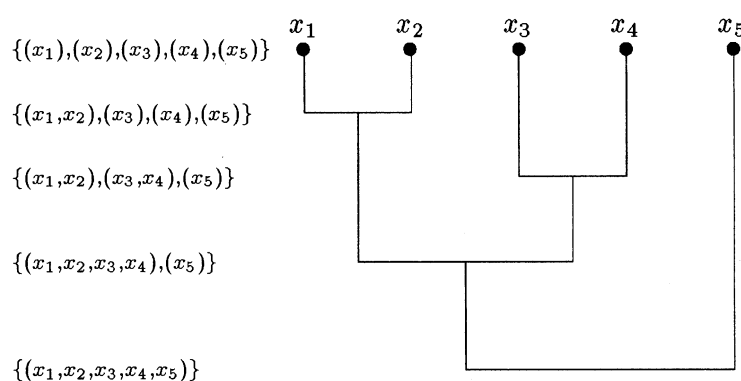 x₁ x₂ x₃ x₄ x₅
{(x₁),(x₂),(x₃),(x₄),(x₅)}
{(x₁,x₂),(x₃),(x₄),(x₅)}
{(x₁,x₂),(x₃,x₄),(x₅)}
{(x₁,x₂,x₃,x₄),(x₅)}
{(x₁,x₂,x₃,x₄,x₅)}